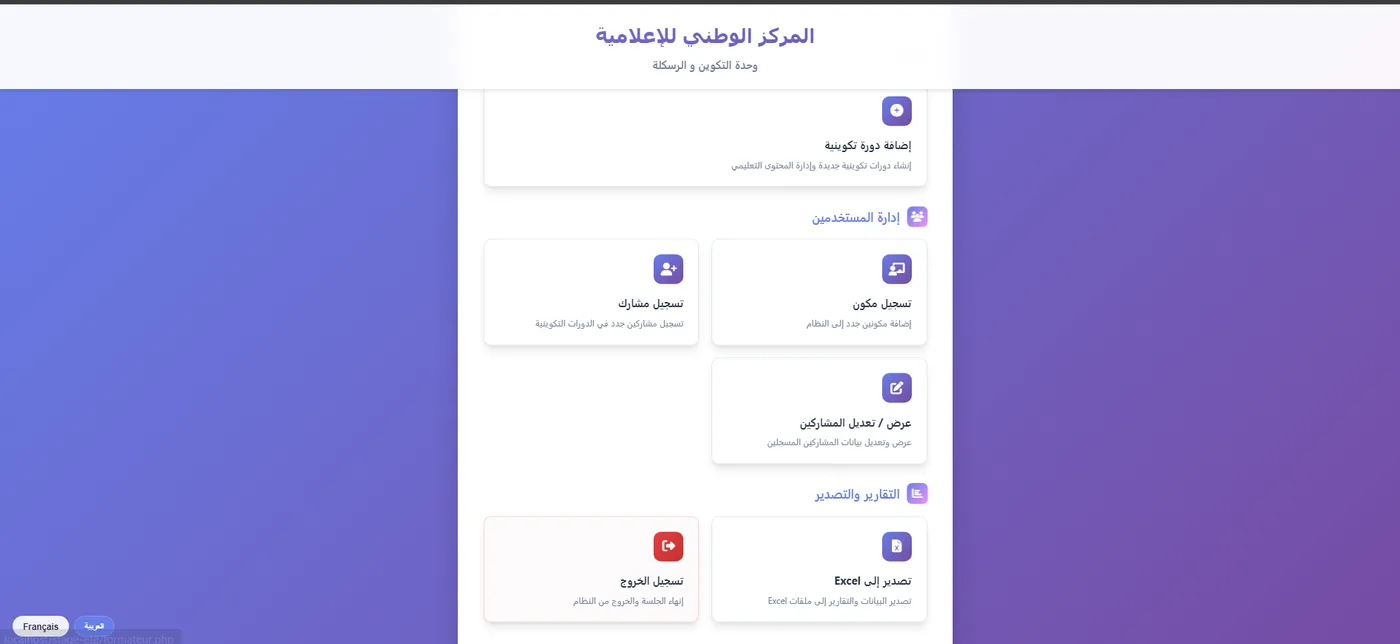 المركز الوطني للإعلامية
وحدة التكوين و الرسكلة
إضافة دورة تكوينية
إنشاء دورات تكوينية جديدة وإدارة المحتوى التعليمي
إدارة المستخدمين
تسجيل مكون
إضافة مكونين جدد إلى النظام
تسجيل مشارك
تسجيل مشاركين جدد في الدورات التكوينية
عرض / تعديل المشاركين
عرض وتعديل بيانات المشاركين المسجلين
التقارير والتصدير
تصدير إلى Excel
تصدير البيانات والتقارير إلى ملفات Excel
تسجيل الخروج
إنهاء الجلسة والخروج من النظام
العربية
Français